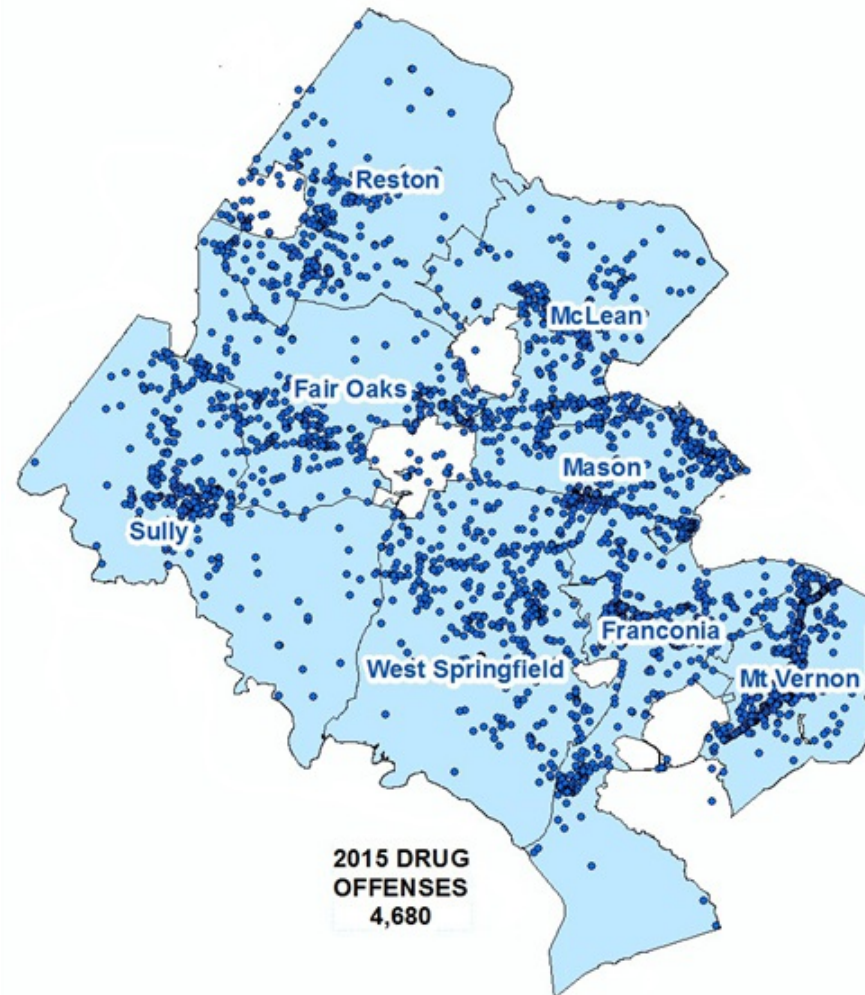 Reston
McLean
Fair Oaks
Mason
Sully
Franconia
West Springfield
Mt Vernon
2015 DRUG
OFFENSES
4,680